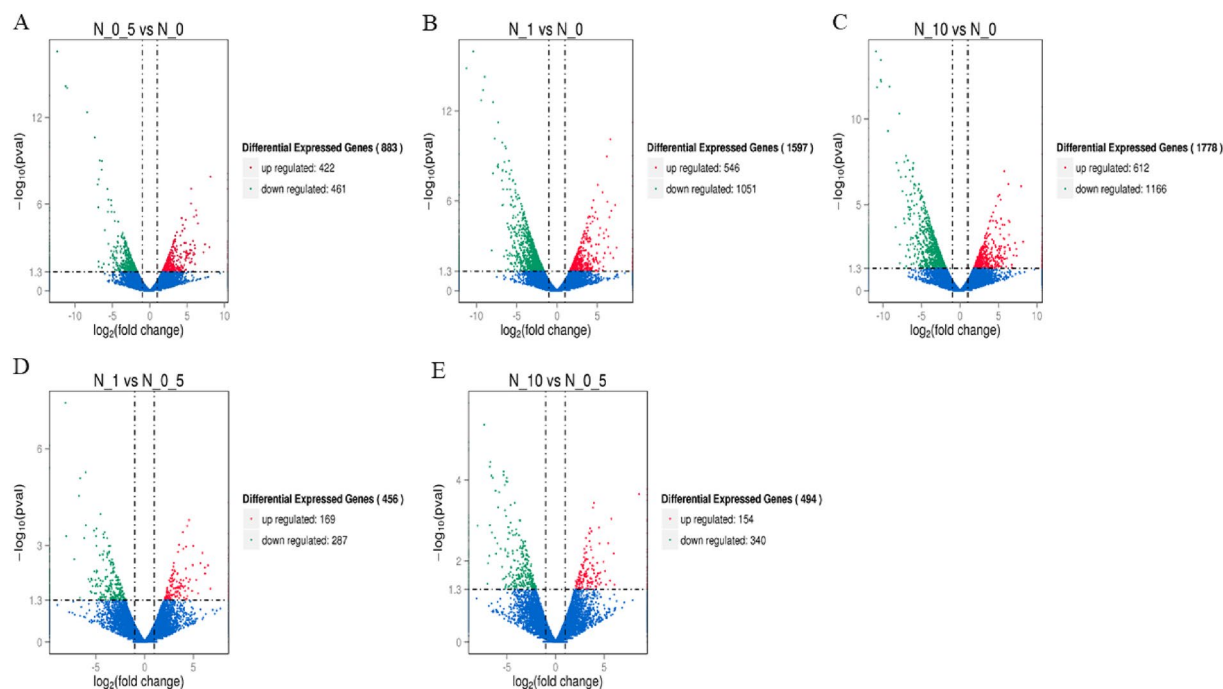 A
N_0_5 vs N_0
−log₁₀(pval)
12
6
1.3
0
-10
-5
0
5
10
log₂(fold change)
Differential Expressed Genes ( 883 )
up regulated: 422
down regulated: 461
B
N_1 vs N_0
−log₁₀(pval)
12
8
4
1.3
0
-10
-5
0
5
log₂(fold change)
Differential Expressed Genes ( 1597 )
up regulated: 546
down regulated: 1051
C
N_10 vs N_0
−log₁₀(pval)
10
5
1.3
0
-10
-5
0
5
10
log₂(fold change)
Differential Expressed Genes ( 1778 )
up regulated: 612
down regulated: 1166
D
N_1 vs N_0_5
−log₁₀(pval)
6
3
1.3
0
-5
0
5
log₂(fold change)
Differential Expressed Genes ( 456 )
up regulated: 169
down regulated: 287
E
N_10 vs N_0_5
−log₁₀(pval)
4
2
1.3
0
-5
0
5
log₂(fold change)
Differential Expressed Genes ( 494 )
up regulated: 154
down regulated: 340